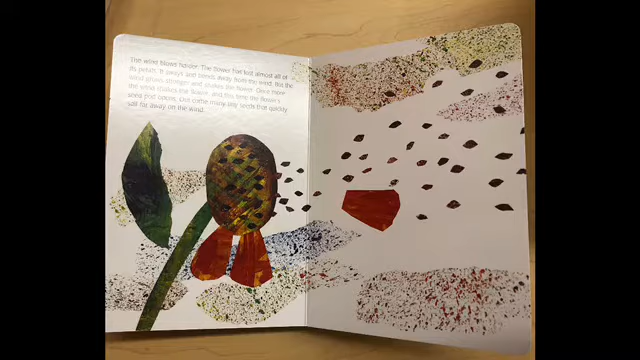 The wind blows harder. The flower has lost almost all of
its petals. It sways and bends away from the wind. But the
wind grows stronger and shakes the flower. Once more
the wind shakes the flower, and this time the flower's
seed pod opens. Out come many tiny seeds that quickly
sail far away on the wind.